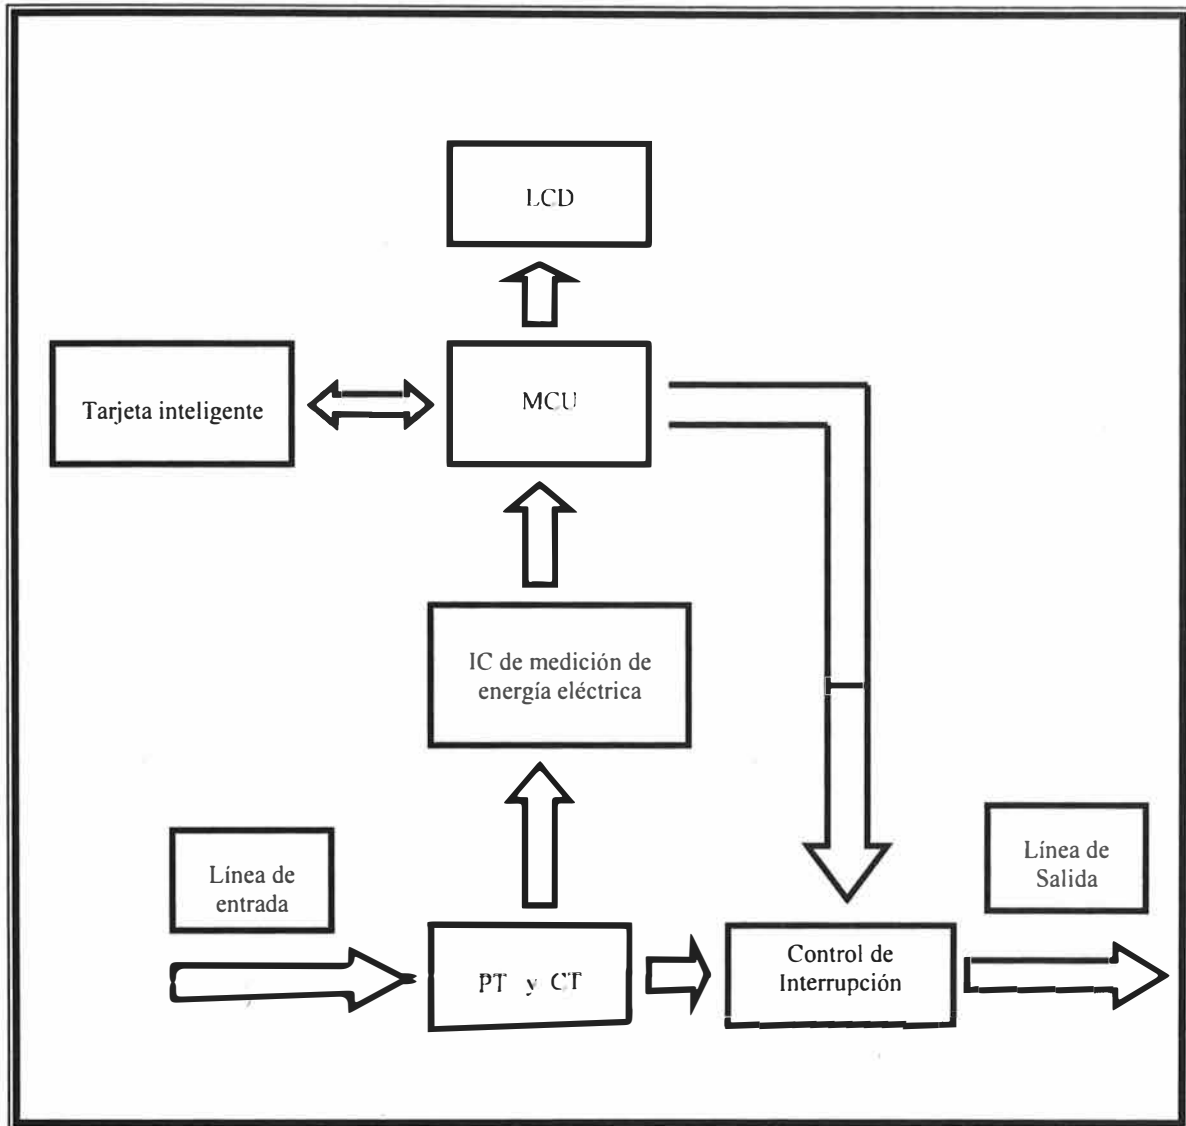 LCD
Tarjeta inteligente
MCU
IC de medición de
energía eléctrica
Línea de
entrada
Línea de
Salida
PT y CT
Control de
Interrupción